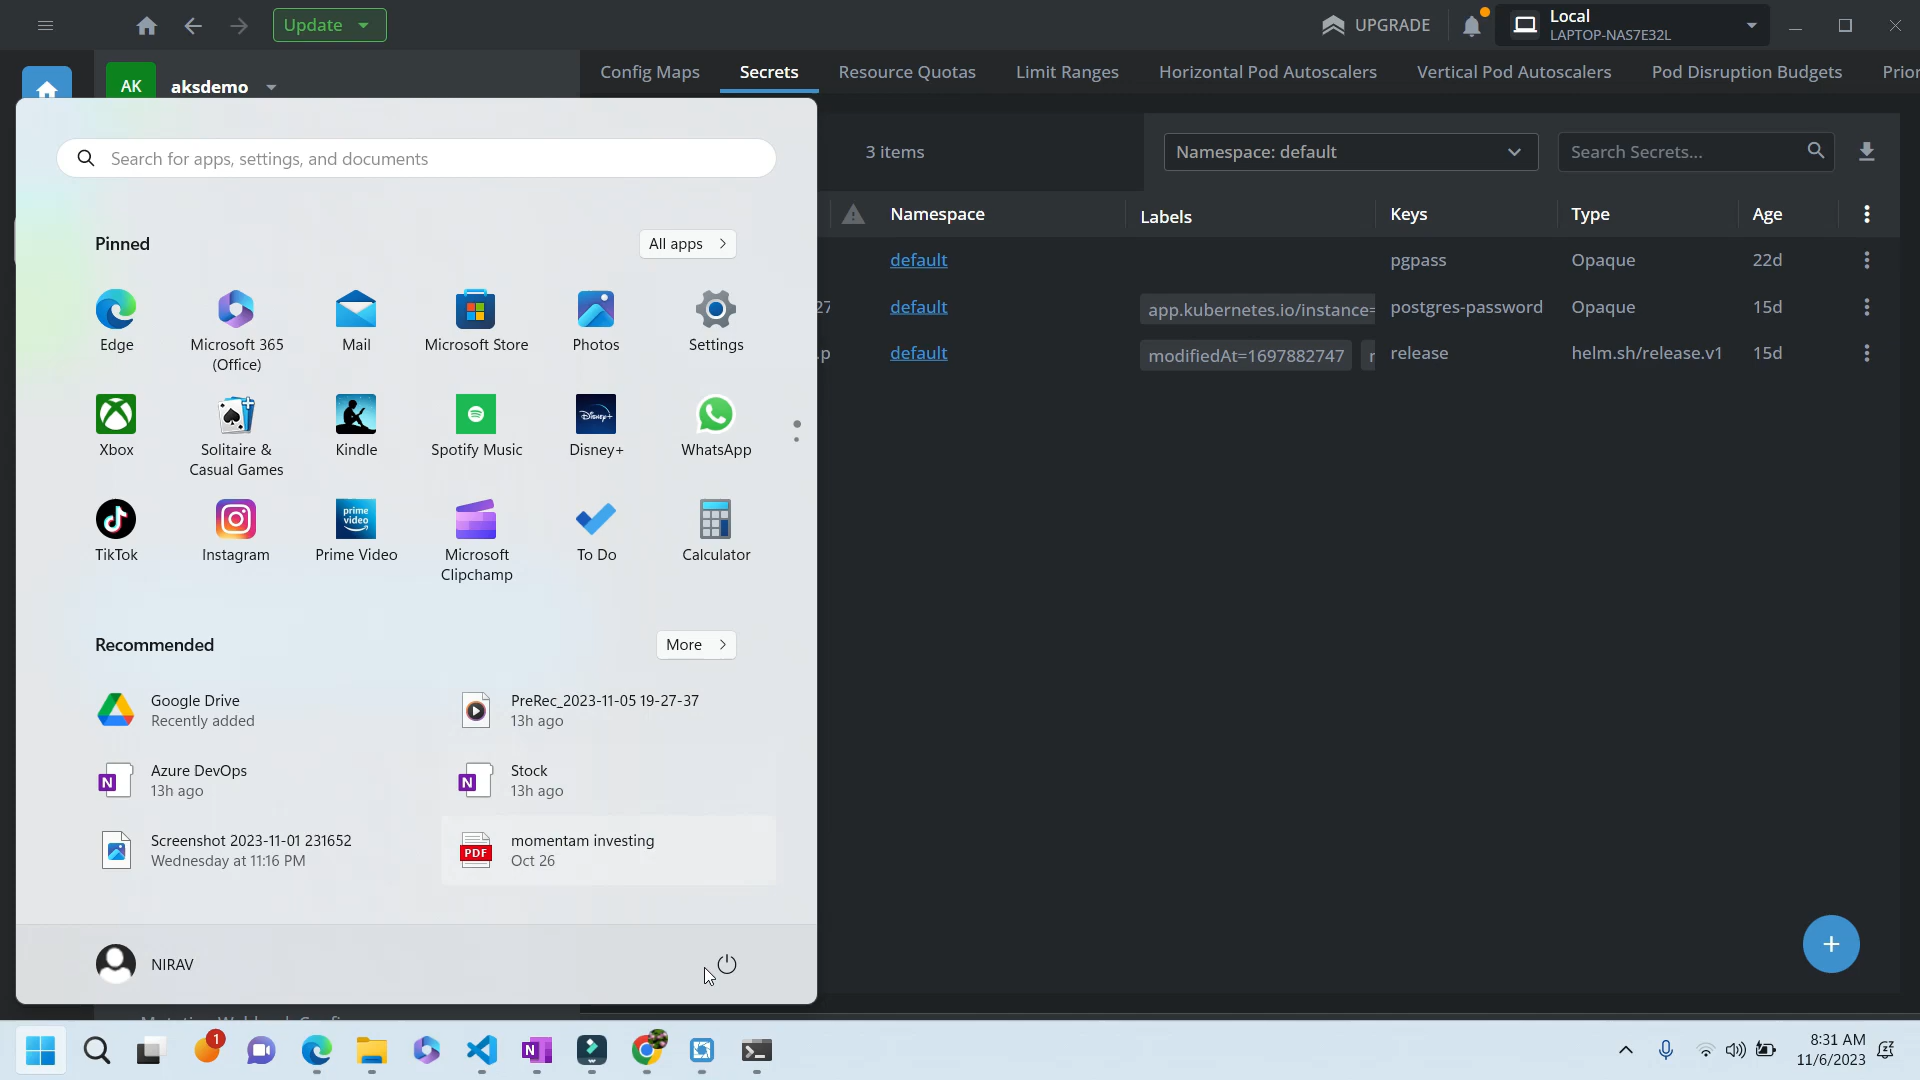 Update
UPGRADE
Local
LAPTOP-NAS7E32L
AK
aksdemo
Config Maps
Secrets
Resource Quotas
Limit Ranges
Horizontal Pod Autoscalers
Vertical Pod Autoscalers
Pod Disruption Budgets
Prior
3 items
Namespace: default
Search Secrets...
Namespace
Labels
Keys
Type
Age
default
pgpass
Opaque
22d
27
default
app.kubernetes.io/instance=
postgres-password
Opaque
15d
.p
default
modifiedAt=1697882747
r
release
helm.sh/release.v1
15d
Search for apps, settings, and documents
Pinned
All apps
Edge
Microsoft 365
(Office)
Mail
Microsoft Store
Photos
Settings
Xbox
Solitaire &
Casual Games
Kindle
Spotify Music
Disney+
Disney+
WhatsApp
TikTok
Instagram
prime
video
Prime Video
Microsoft
Clipchamp
To Do
Calculator
Recommended
More
Google Drive
Recently added
PreRec_2023-11-05 19-27-37
13h ago
N
Azure DevOps
13h ago
N
Stock
13h ago
Screenshot 2023-11-01 231652
Wednesday at 11:16 PM
PDF
momentam investing
Oct 26
NIRAV
1
N
8:31 AM
11/6/2023